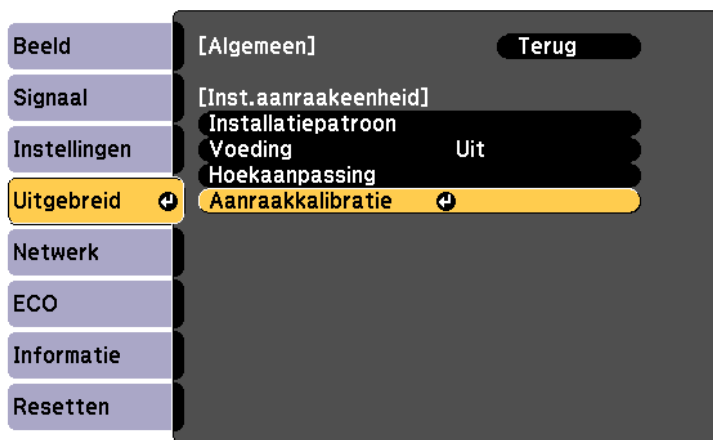 Beeld
Signaal
Instellingen
Uitgebreid
Netwerk
ECO
Informatie
Resetten
[Algemeen] Terug
[Inst.aanraakeenheid]
Installatiepatroon
Voeding Uit
Hoekaanpassing
Aanraakkalibratie